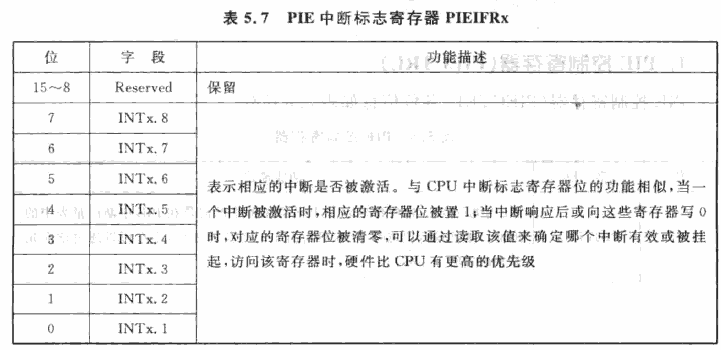 表 5.7 PIE 中断标志寄存器 PIEIFRx
位 字 段 功能描述
15～8 Reserved 保留
7 INTx.8
6 INTx.7
5 INTx.6
4 INTx.5
3 INTx.4
2 INTx.3
1 INTx.2
0 INTx.1
表示相应的中断是否被激活。与 CPU 中断标志寄存器位的功能相似,当一
个中断被激活时,相应的寄存器位被置 1;当中断响应后或向这些寄存器写 0
时,对应的寄存器位被清零,可以通过读取该值来确定哪个中断有效或被挂
起,访问该寄存器时,硬件比 CPU 有更高的优先级